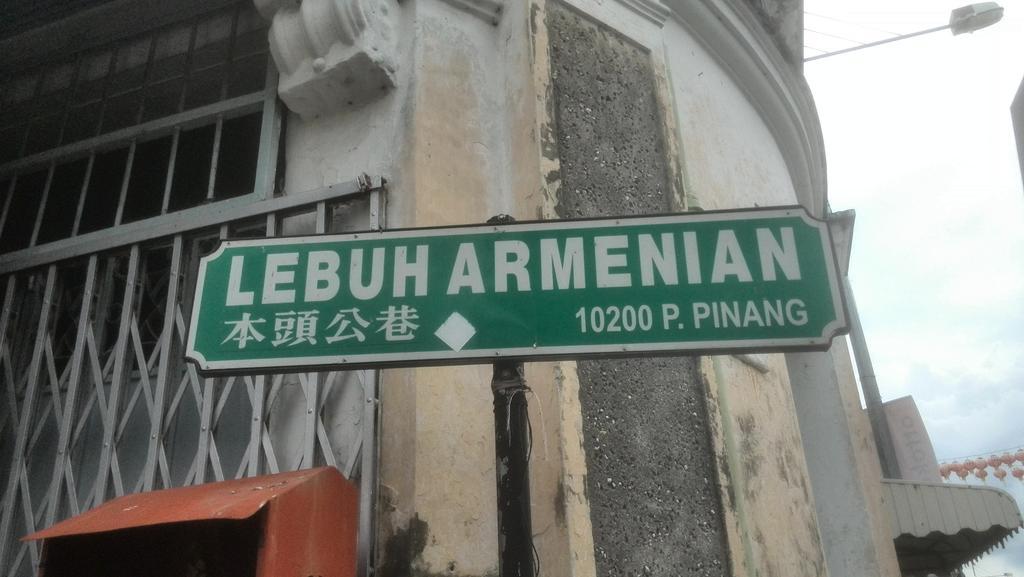 LEBUH ARMENIAN
本頭公巷
10200 P. PINANG